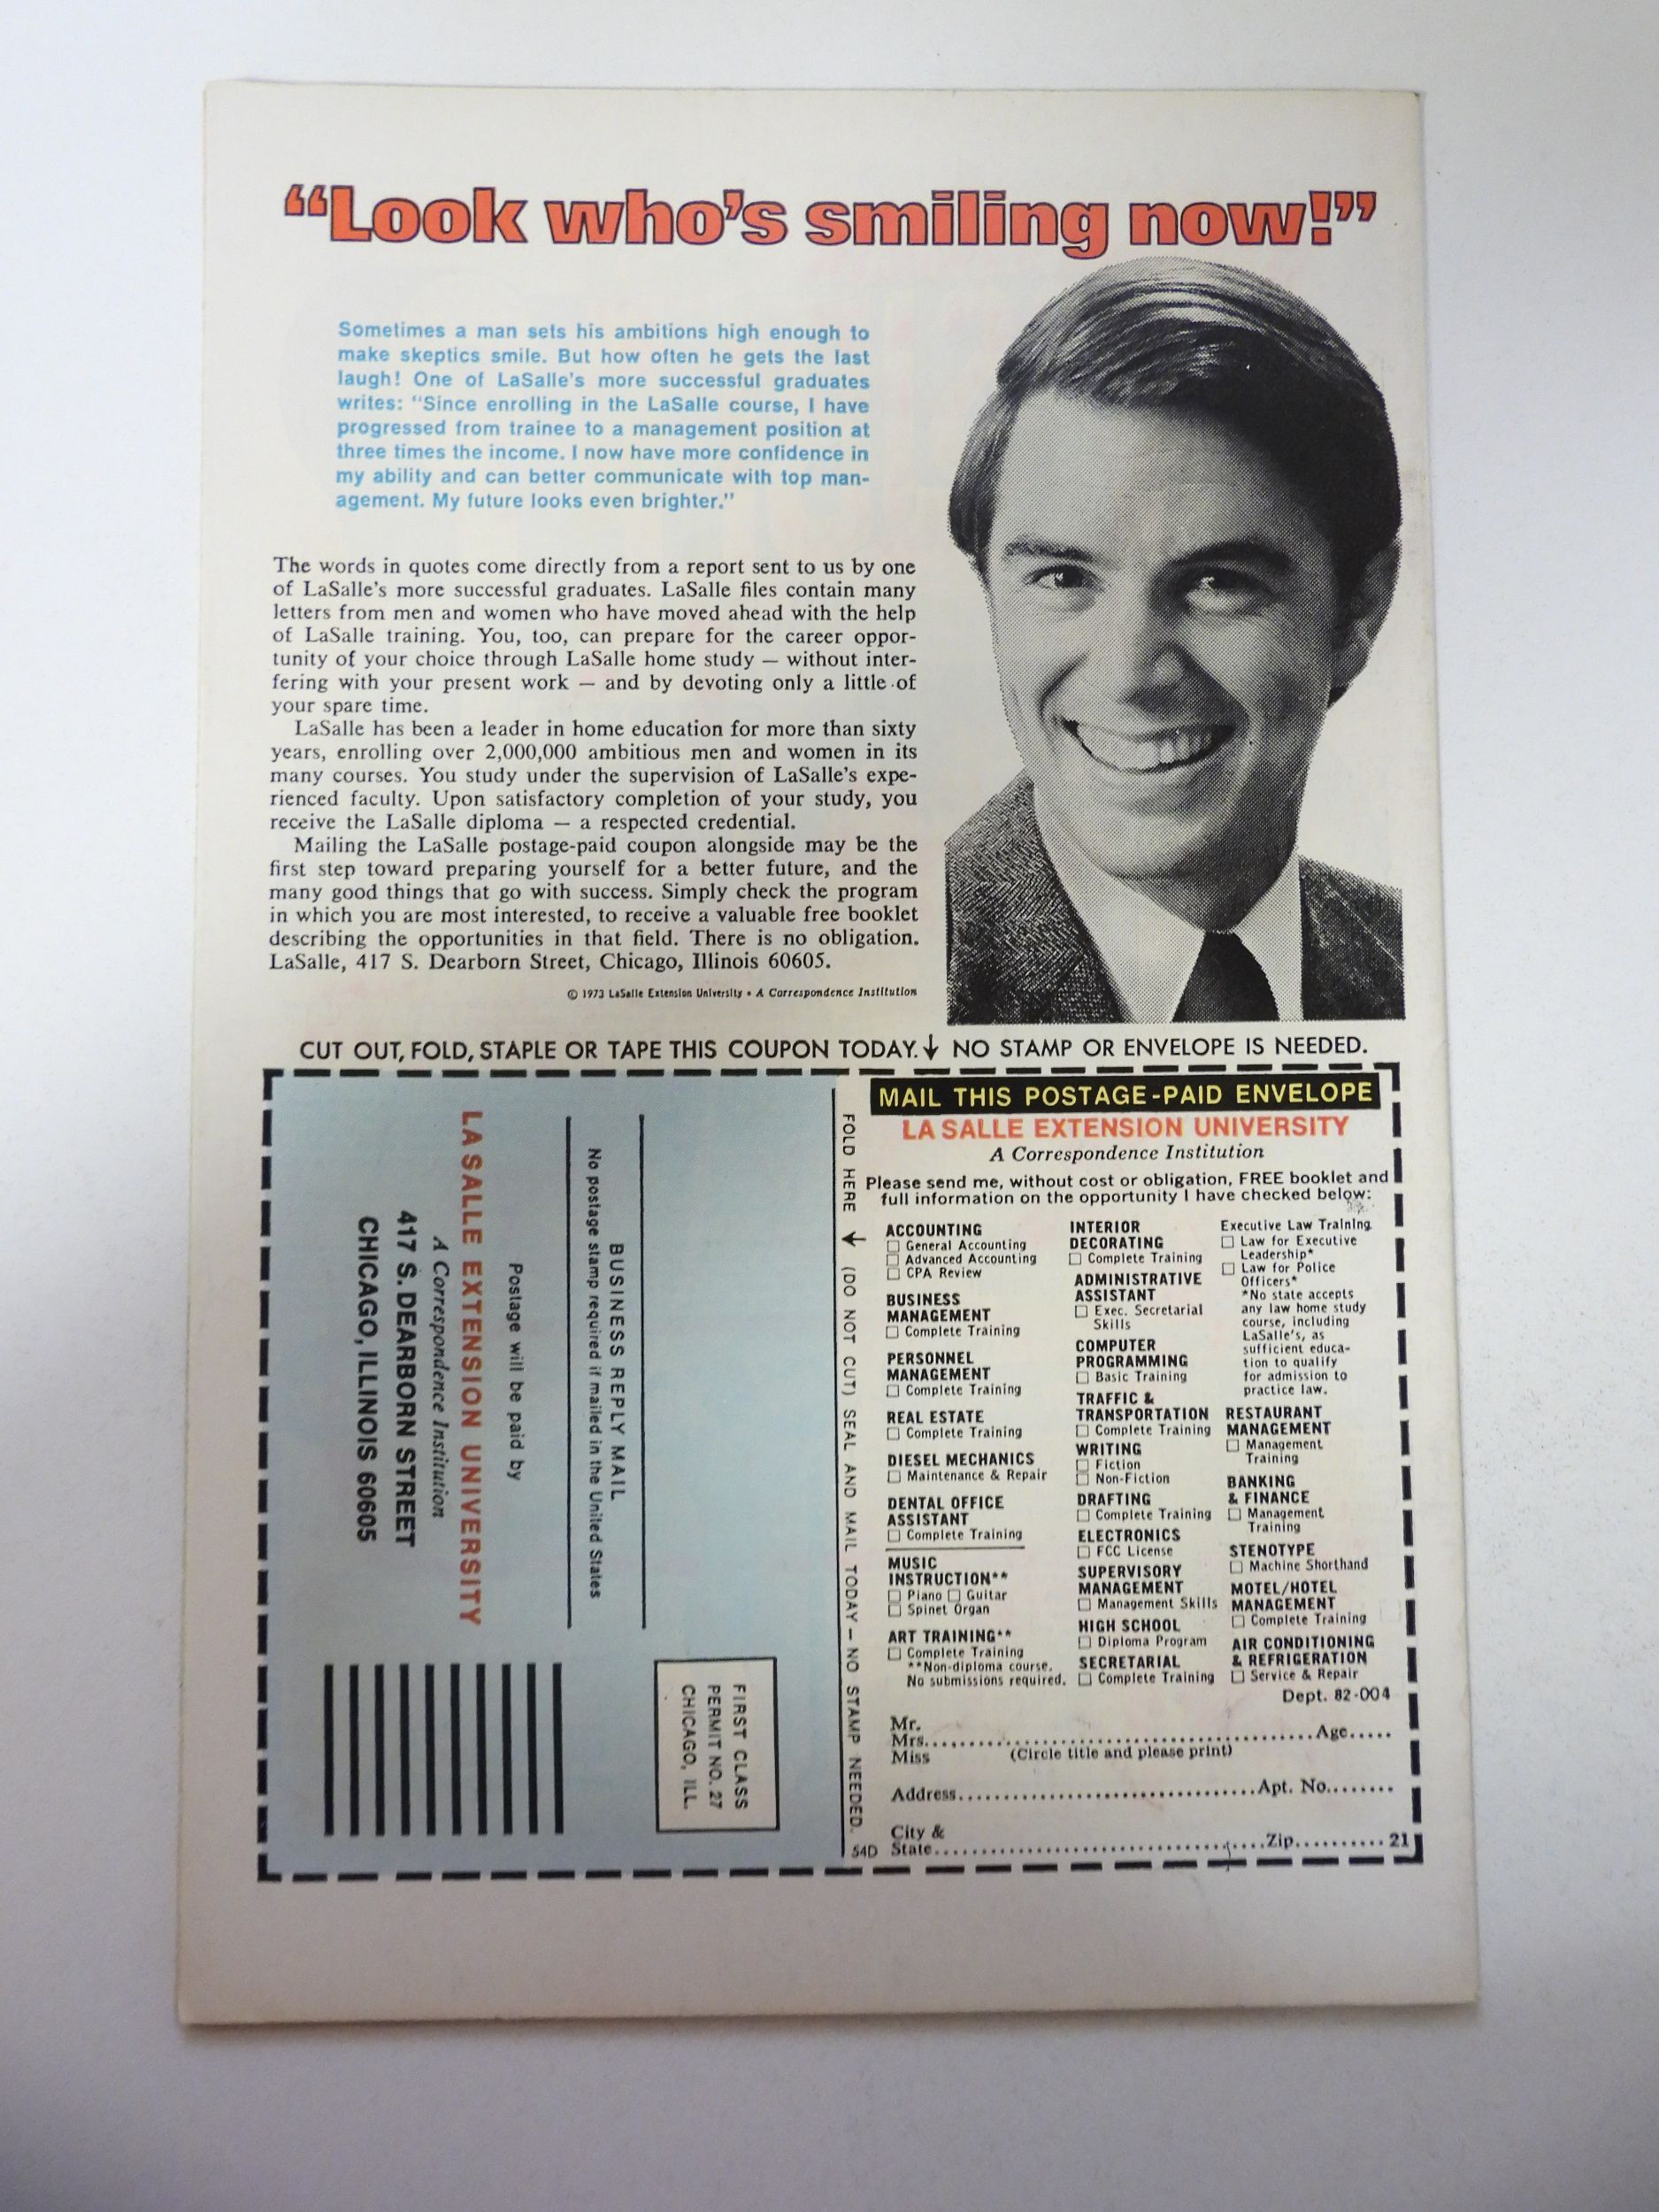 “Look who’s smiling now!”
Sometimes a man sets his ambitions high enough to
make skeptics smile. But how often he gets the last
laugh! One of LaSalle’s more successful graduates
writes: “Since enrolling in the LaSalle course, I have
progressed from trainee to a management position at
three times the income. I now have more confidence in
my ability and can better communicate with top man-
agement. My future looks even brighter.”
The words in quotes come directly from a report sent to us by one
of LaSalle’s more successful graduates. LaSalle files contain many
letters from men and women who have moved ahead with the help
of LaSalle training. You, too, can prepare for the career oppor-
tunity of your choice through LaSalle home study — without inter-
fering with your present work — and by devoting only a little of
your spare time.
LaSalle has been a leader in home education for more than sixty
years, enrolling over 2,000,000 ambitious men and women in its
many courses. You study under the supervision of LaSalle’s expe-
rienced faculty. Upon satisfactory completion of your study, you
receive the LaSalle diploma — a respected credential.
Mailing the LaSalle postage-paid coupon alongside may be the
first step toward preparing yourself for a better future, and the
many good things that go with success. Simply check the program
in which you are most interested, to receive a valuable free booklet
describing the opportunities in that field. There is no obligation.
LaSalle, 417 S. Dearborn Street, Chicago, Illinois 60605.
© 1973 LaSalle Extension University • A Correspondence Institution
CUT OUT, FOLD, STAPLE OR TAPE THIS COUPON TODAY.↓ NO STAMP OR ENVELOPE IS NEEDED.
FIRST CLASS
PERMIT NO. 27
CHICAGO, ILL.
BUSINESS REPLY MAIL
No postage stamp required if mailed in the United States
Postage will be paid by
LA SALLE EXTENSION UNIVERSITY
A Correspondence Institution
417 S. DEARBORN STREET
CHICAGO, ILLINOIS 60605
FOLD HERE ↓ (DO NOT CUT) SEAL AND MAIL TODAY — NO STAMP NEEDED.
54D
MAIL THIS POSTAGE-PAID ENVELOPE
LA SALLE EXTENSION UNIVERSITY
A Correspondence Institution
Please send me, without cost or obligation, FREE booklet and
full information on the opportunity I have checked below:
ACCOUNTING
☐ General Accounting
☐ Advanced Accounting
☐ CPA Review
BUSINESS
MANAGEMENT
☐ Complete Training
PERSONNEL
MANAGEMENT
☐ Complete Training
REAL ESTATE
☐ Complete Training
DIESEL MECHANICS
☐ Maintenance & Repair
DENTAL OFFICE
ASSISTANT
☐ Complete Training
MUSIC
INSTRUCTION**
☐ Piano ☐ Guitar
☐ Spinet Organ
ART TRAINING**
☐ Complete Training
**Non-diploma course.
No submissions required.
INTERIOR
DECORATING
☐ Complete Training
ADMINISTRATIVE
ASSISTANT
☐ Exec. Secretarial
Skills
COMPUTER
PROGRAMMING
☐ Basic Training
TRAFFIC &
TRANSPORTATION
☐ Complete Training
WRITING
☐ Fiction
☐ Non-Fiction
DRAFTING
☐ Complete Training
ELECTRONICS
☐ FCC License
SUPERVISORY
MANAGEMENT
☐ Management Skills
HIGH SCHOOL
☐ Diploma Program
SECRETARIAL
☐ Complete Training
Executive Law Training
☐ Law for Executive
Leadership*
☐ Law for Police
Officers*
*No state accepts
any law home study
course, including
LaSalle’s, as
sufficient educa-
tion to qualify
for admission to
practice law.
RESTAURANT
MANAGEMENT
☐ Management
Training
BANKING
& FINANCE
☐ Management
Training
STENOTYPE
☐ Machine Shorthand
MOTEL/HOTEL
MANAGEMENT
☐ Complete Training
AIR CONDITIONING
& REFRIGERATION
☐ Service & Repair
Dept. 82-004
Mr.
Mrs. Age
Miss (Circle title and please print)
Address Apt. No.
City &
State Zip 21